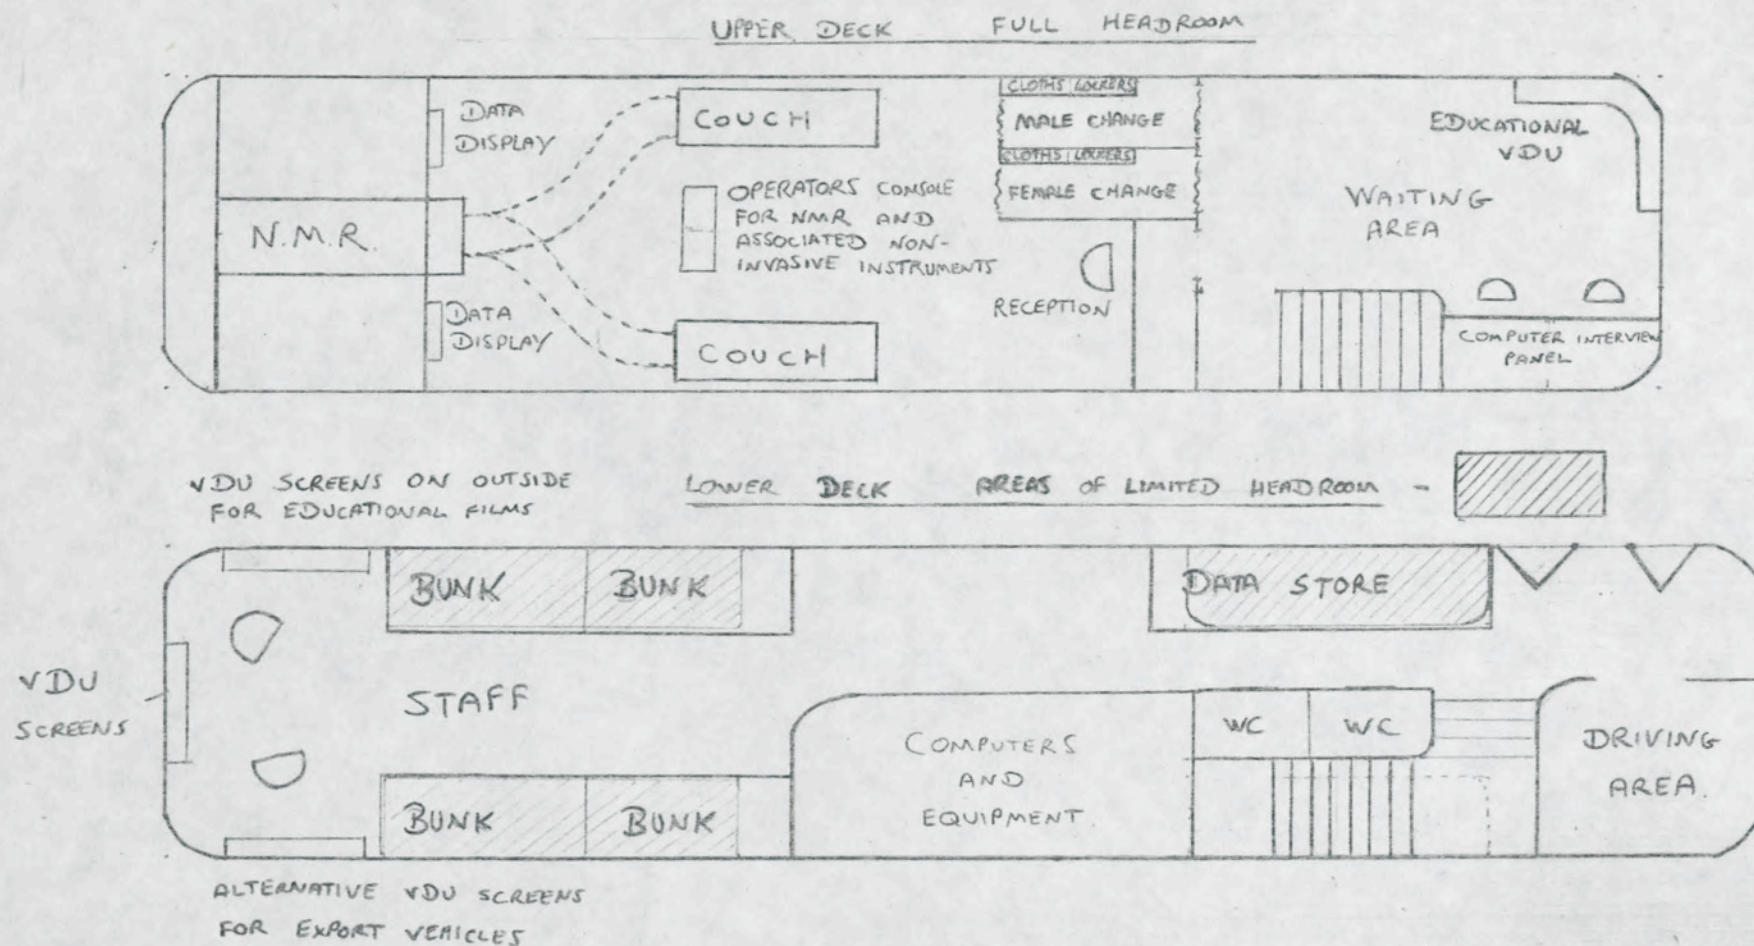 UPPER DECK FULL HEADROOM
CLOTHS LOCKERS
DATA
DISPLAY
COUCH
MALE CHANGE
EDUCATIONAL
VDU
CLOTHS LOCKERS
FEMALE CHANGE
N.M.R.
OPERATORS CONSOLE
FOR NMR AND
ASSOCIATED NON-
INVASIVE INSTRUMENTS
WAITING
AREA
RECEPTION
DATA
DISPLAY
COUCH
COMPUTER INTERVIEW
PANEL
VDU SCREENS ON OUTSIDE
FOR EDUCATIONAL FILMS
LOWER DECK AREAS OF LIMITED HEADROOM -
BUNK
BUNK
DATA STORE
VDU
SCREENS
STAFF
COMPUTERS
AND
EQUIPMENT.
WC
WC
DRIVING
AREA.
BUNK
BUNK
ALTERNATIVE VDU SCREENS
FOR EXPORT VEHICLES